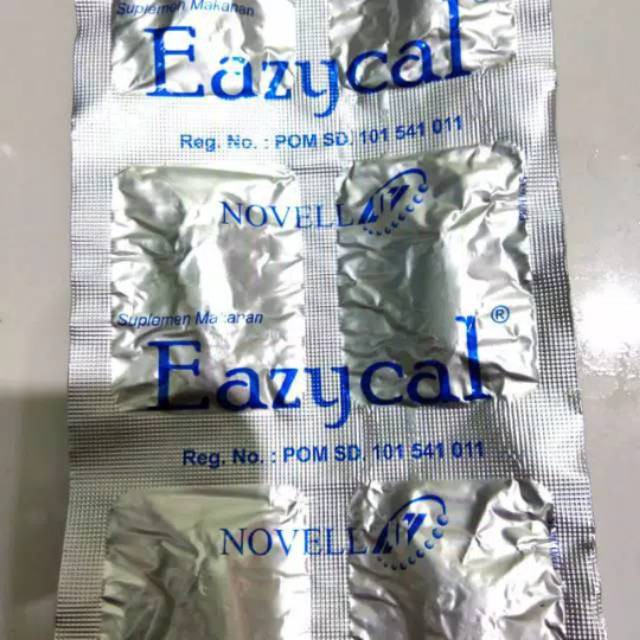 Suplemen Makanan
Eazycal
Reg. No. : POM SD. 101 541 011
NOVELL
Suplemen Makanan
Eazycal®
Reg. No. : POM SD. 101 541 011
NOVELL